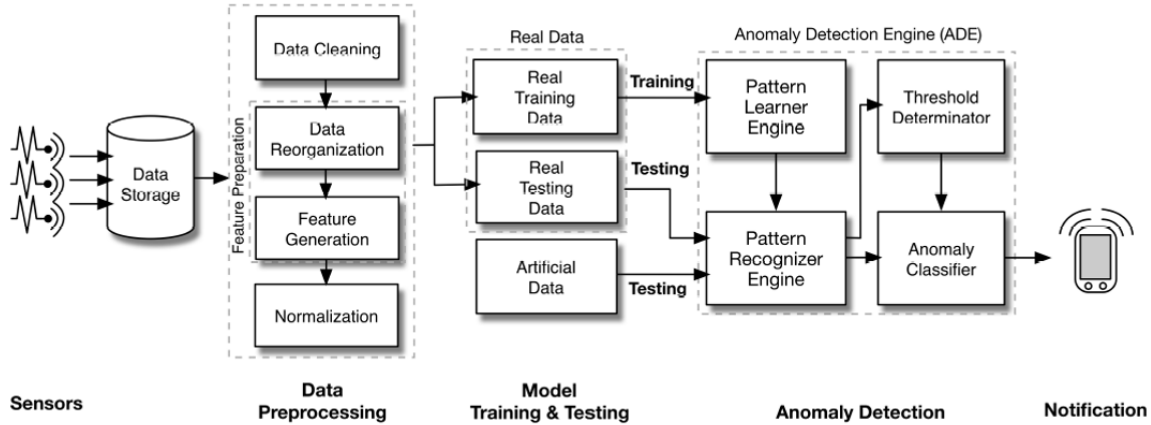 Real Data
Anomaly Detection Engine (ADE)
Data Cleaning
Real
Training
Data
Training
Pattern
Learner
Engine
Threshold
Determinator
Data
Storage
Feature Preparation
Data
Reorganization
Real
Testing
Data
Testing
Feature
Generation
Pattern
Recognizer
Engine
Anomaly
Classifier
Artificial
Data
Testing
Normalization
Sensors
Data
Preprocessing
Model
Training & Testing
Anomaly Detection
Notification